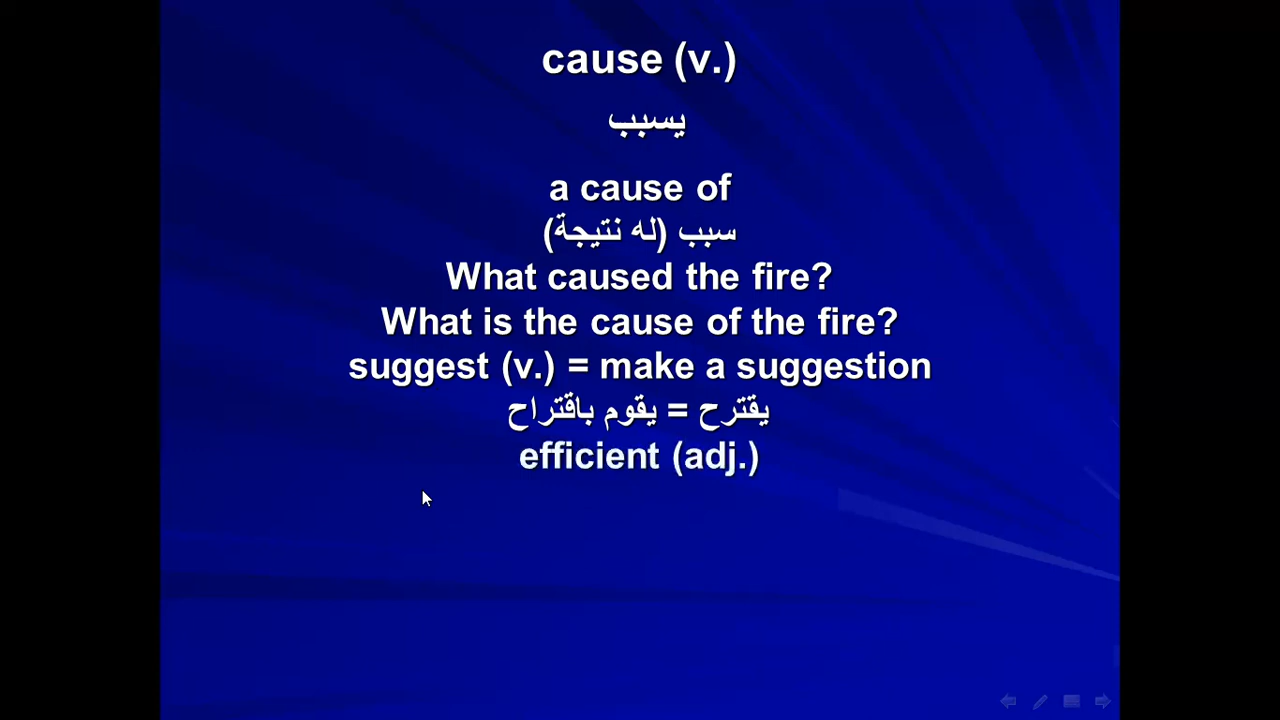 cause (v.)
يسبب
a cause of
سبب (له نتيجة)
What caused the fire?
What is the cause of the fire?
suggest (v.) = make a suggestion
يقترح = يقوم باقتراح
efficient (adj.)